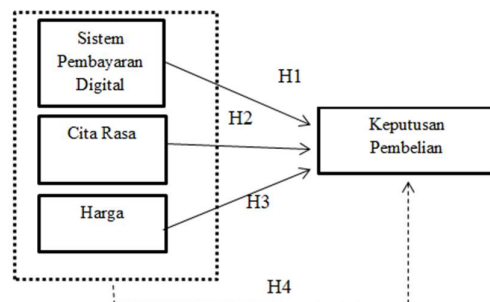 Sistem
Pembayaran
Digital
H1
H2
Cita Rasa
Keputusan
Pembelian
Harga
H3
H4